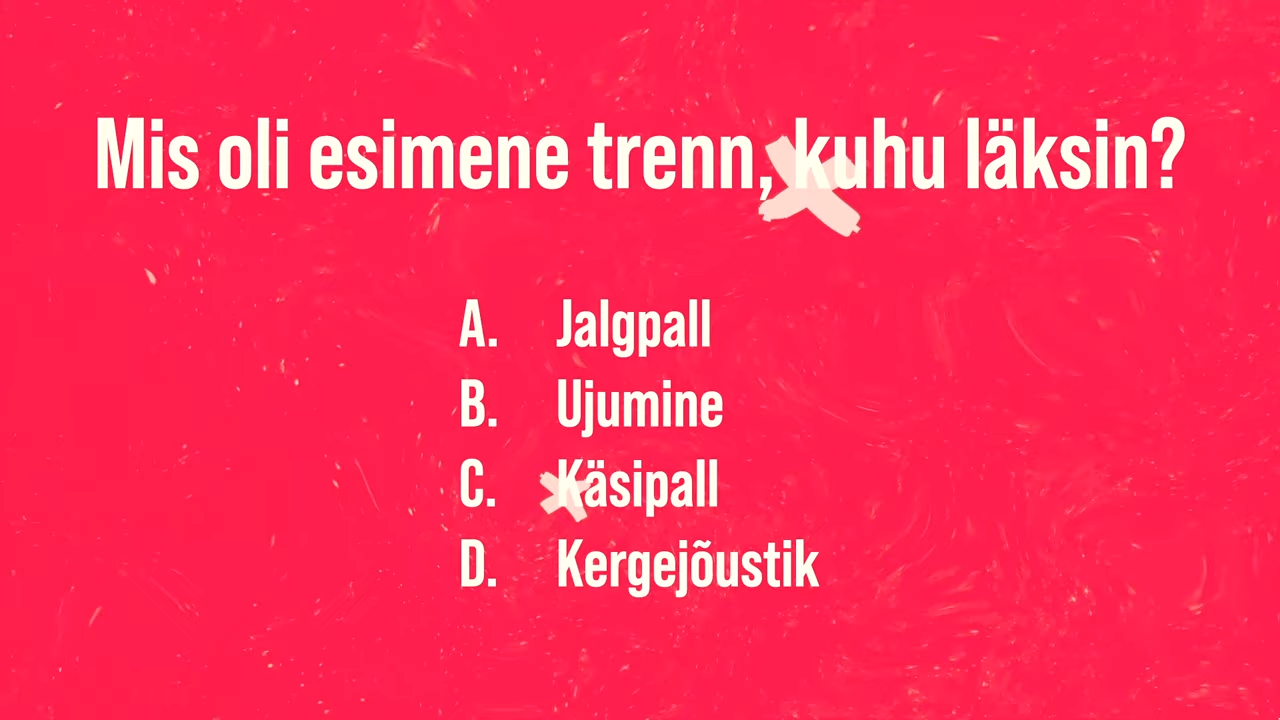 Mis oli esimene trenn, kuhu läksin?
A. Jalgpall
B. Ujumine
C. Käsipall
D. Kergejõustik